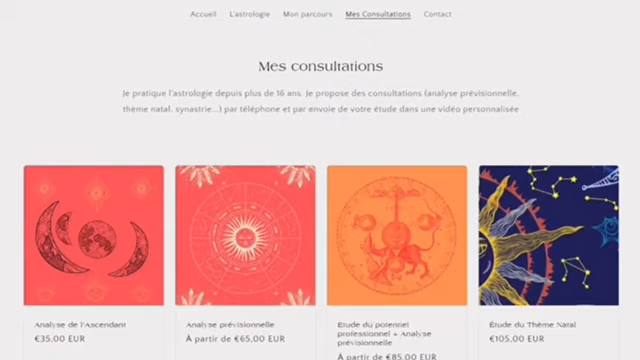 Accueil L'astrologie Mon parcours Mes Consultations Contact
Mes consultations
Je pratique l'astrologie depuis plus de 16 ans. Je propose des consultations (analyse prévisionnelle,
thème natal, synastrie...) par téléphone et par envoie de votre étude dans une vidéo personnalisée
Analyse de l'Ascendant
€35,00 EUR
Analyse prévisionnelle
À partir de €65,00 EUR
Étude du potentiel
professionnel + Analyse
prévisionnelle
À partir de €85,00 EUR
Étude du Thème Natal
€105,00 EUR